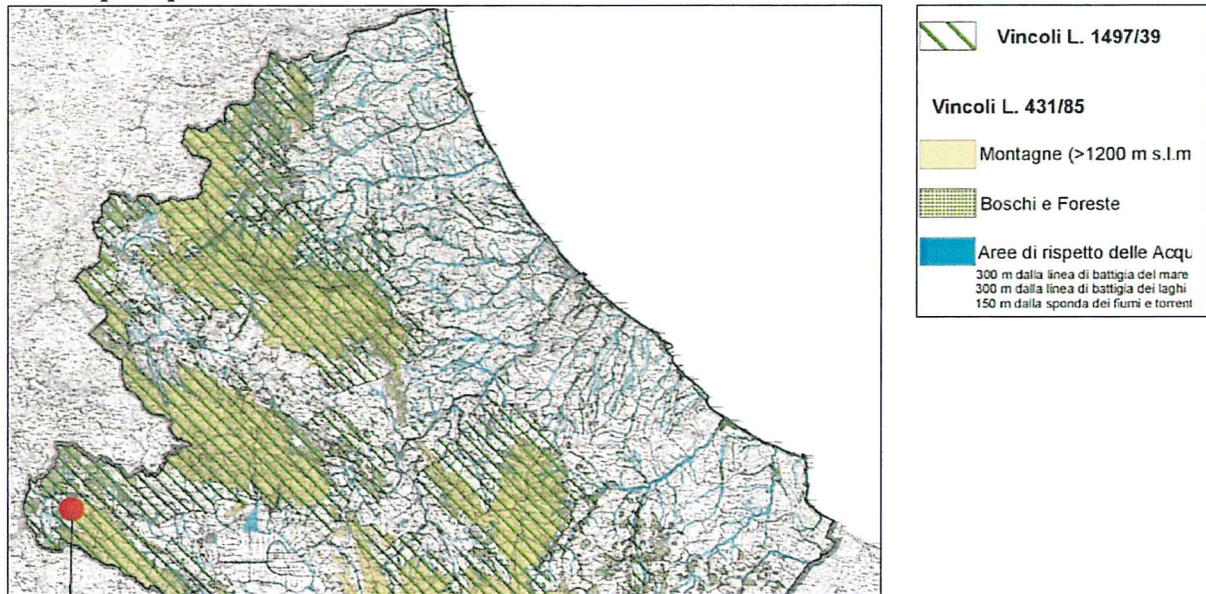 Vincoli L. 1497/39
Vincoli L. 431/85
Montagne (>1200 m s.l.m
Boschi e Foreste
Aree di rispetto delle Acqu
300 m dalla linea di battigia del mare
300 m dalla linea di battigia dei laghi
150 m dalla sponda dei fiumi e torrent